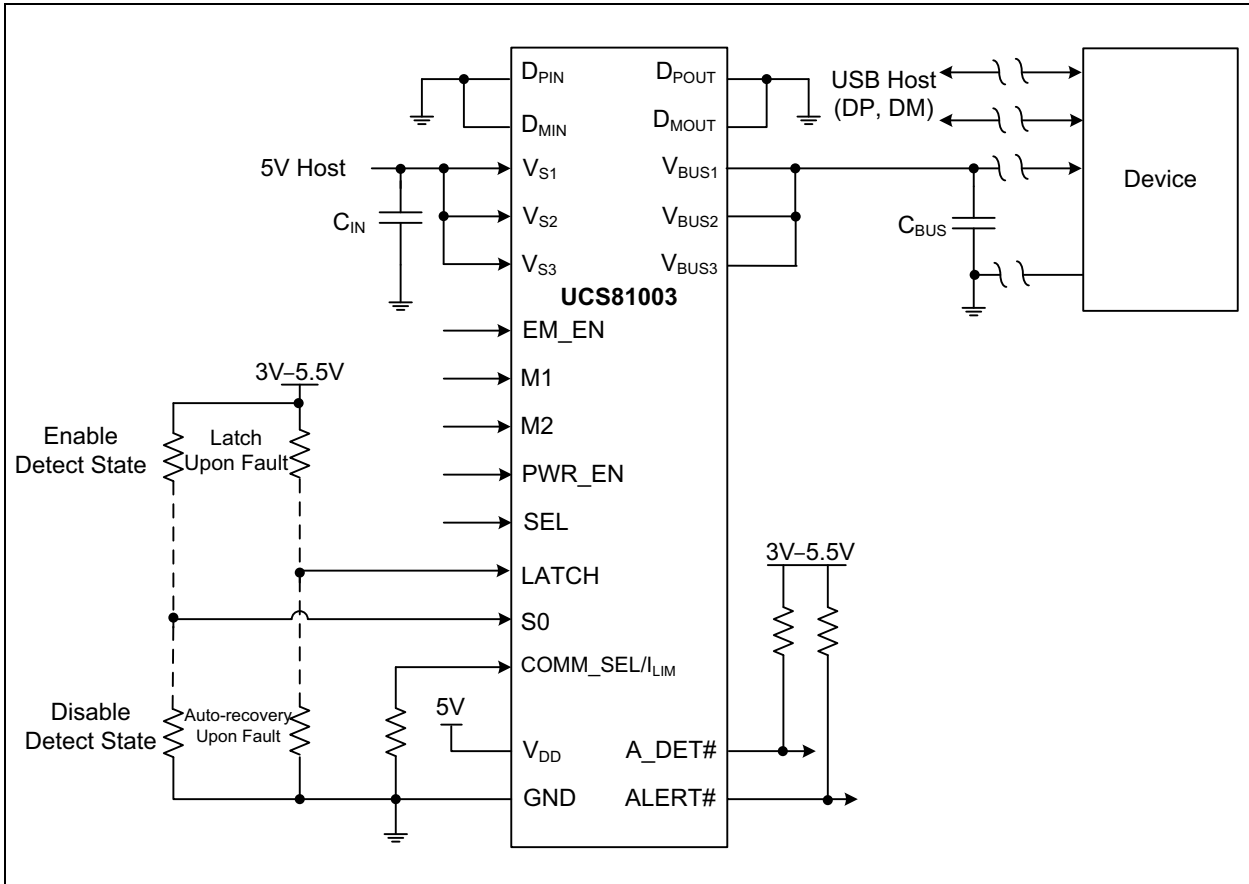 DPIN
DMIN
5V Host
VS1
CIN
VS2
VS3
DPOUT
DMOUT
VBUS1
VBUS2
VBUS3
USB Host
(DP, DM)
CBUS
Device
UCS81003
EM_EN
M1
M2
PWR_EN
SEL
LATCH
S0
COMM_SEL/ILIM
VDD
GND
A_DET#
ALERT#
3V–5.5V
Enable
Detect State
Latch
Upon Fault
Disable
Detect State
Auto-recovery
Upon Fault
5V
3V–5.5V